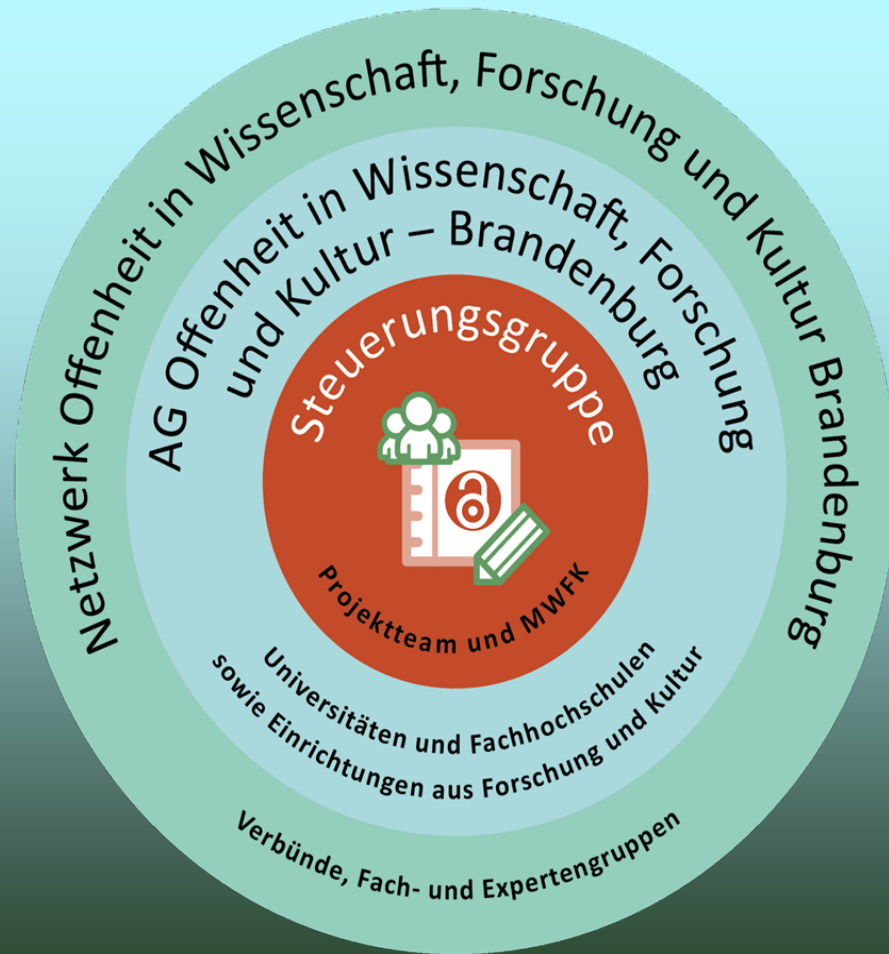 Netzwerk Offenheit in Wissenschaft, Forschung und Kultur Brandenburg
AG Offenheit in Wissenschaft, Forschung
und Kultur – Brandenburg
Steuerungsgruppe
Projektteam und MWFK
Universitäten und Fachhochschulen
sowie Einrichtungen aus Forschung und Kultur
Verbünde, Fach- und Expertengruppen